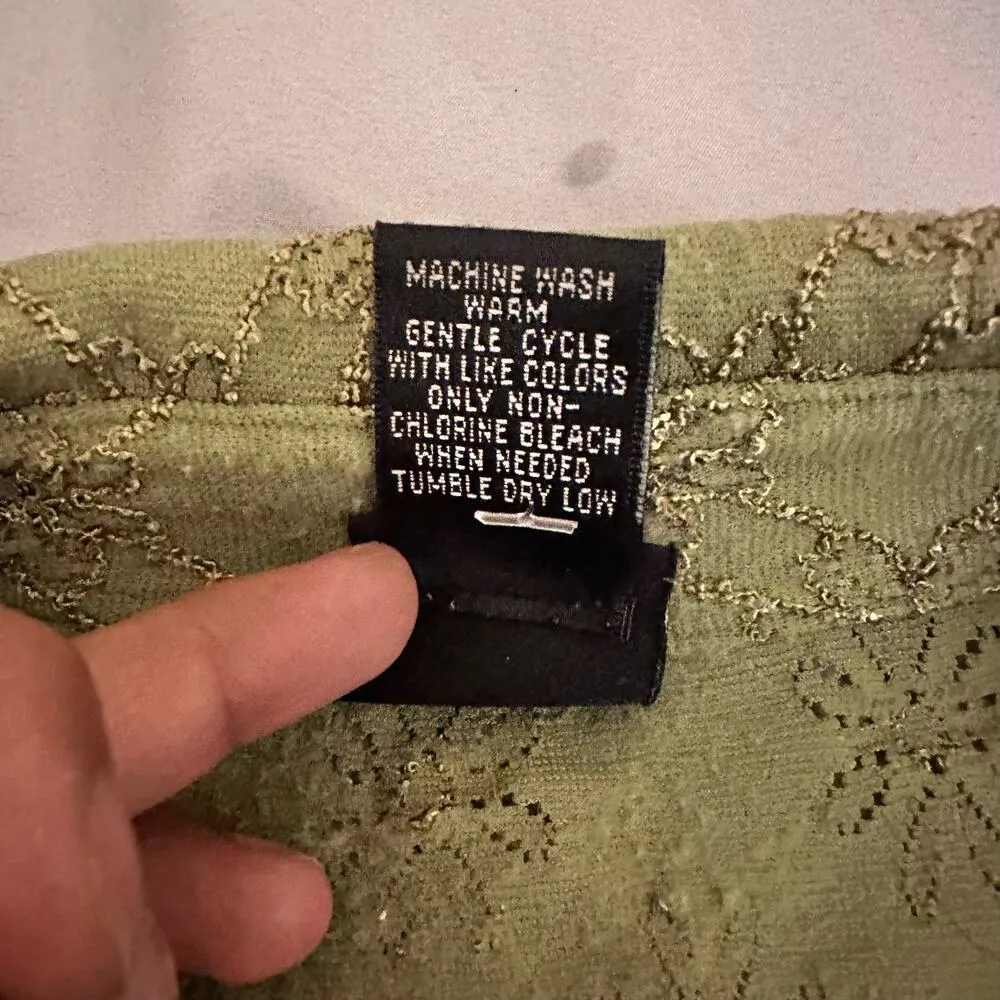 MACHINE WASH
WARM
GENTLE CYCLE
WITH LIKE COLORS
ONLY NON-
CHLORINE BLEACH
WHEN NEEDED
TUMBLE DRY LOW